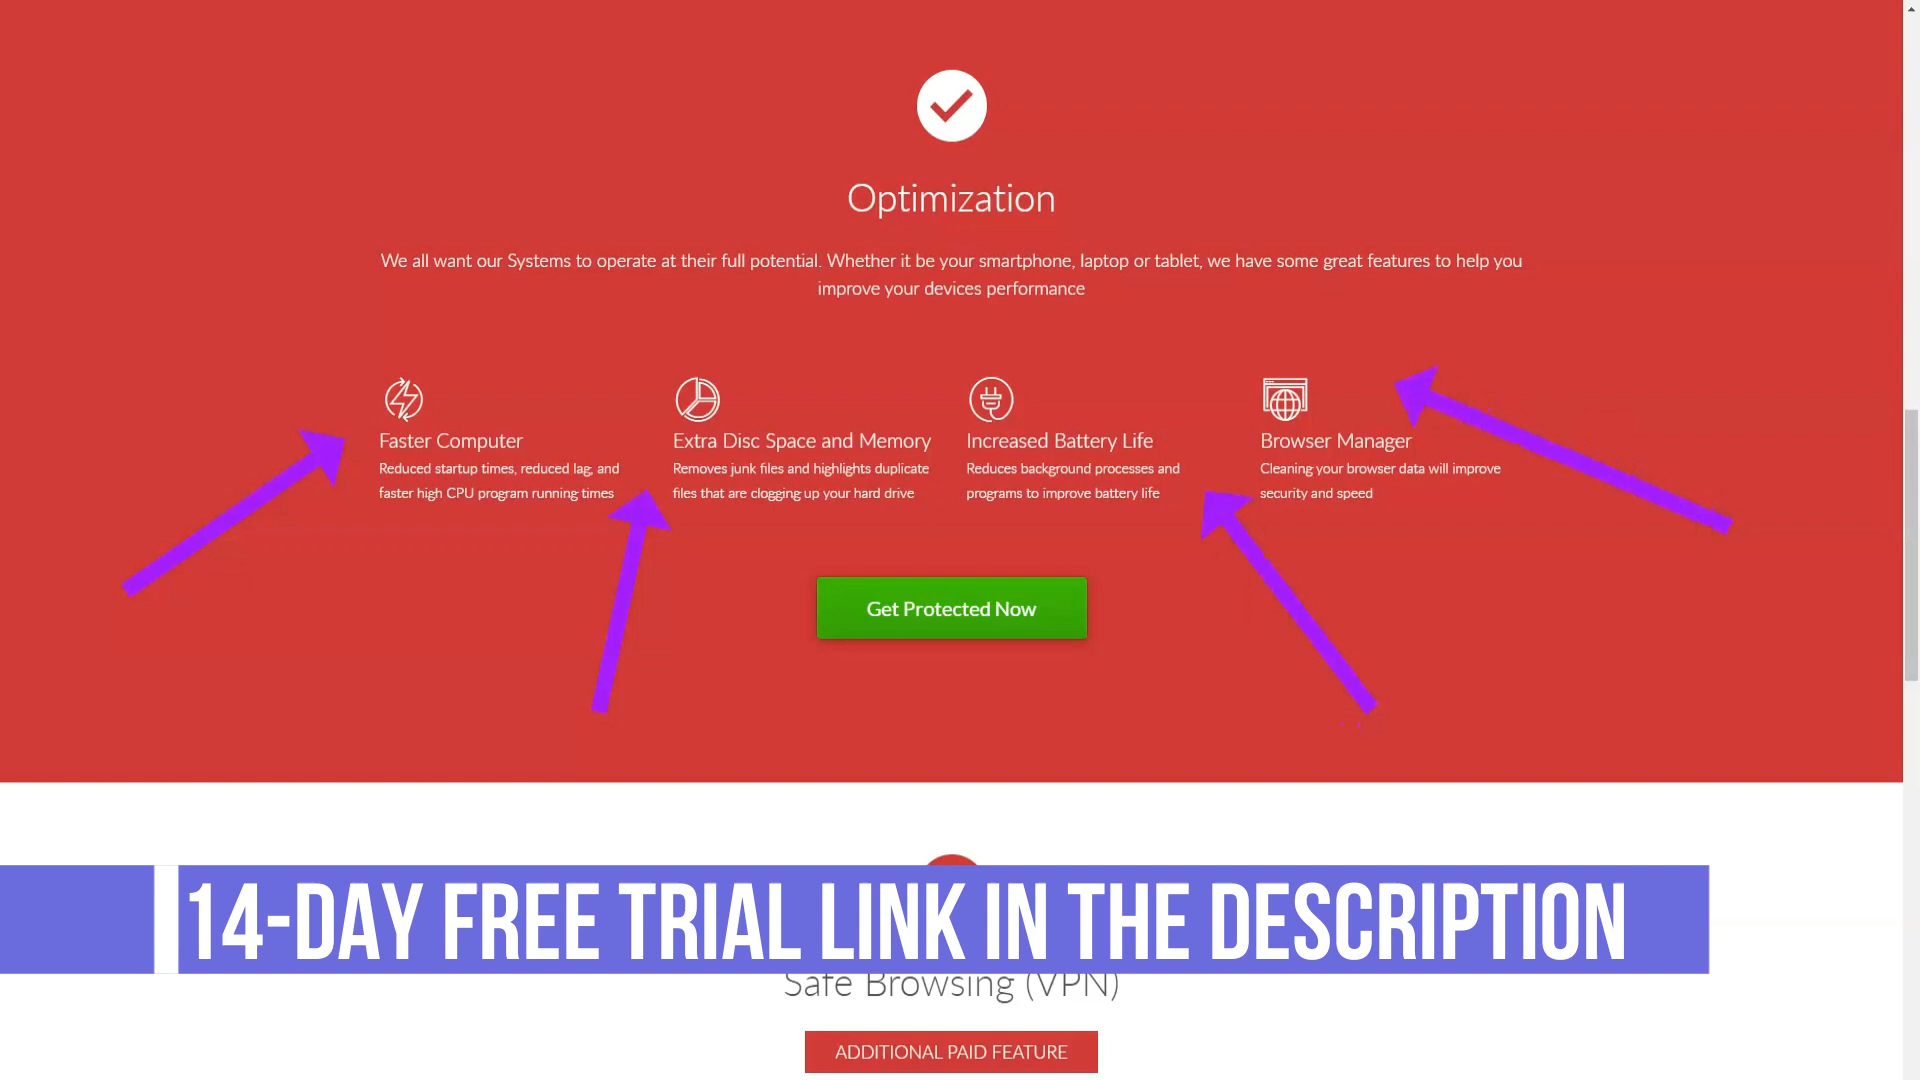 Optimization
We all want our Systems to operate at their full potential. Whether it be your smartphone, laptop or tablet, we have some great features to help you
improve your devices performance
Faster Computer
Reduced startup times, reduced lag, and
faster high CPU program running times
Extra Disc Space and Memory
Removes junk files and highlights duplicate
files that are clogging up your hard drive
Increased Battery Life
Reduces background processes and
programs to improve battery life
Browser Manager
Cleaning your browser data will improve
security and speed
Get Protected Now
14-DAY FREE TRIAL LINK IN THE DESCRIPTION
Safe Browsing (VPN)
ADDITIONAL PAID FEATURE